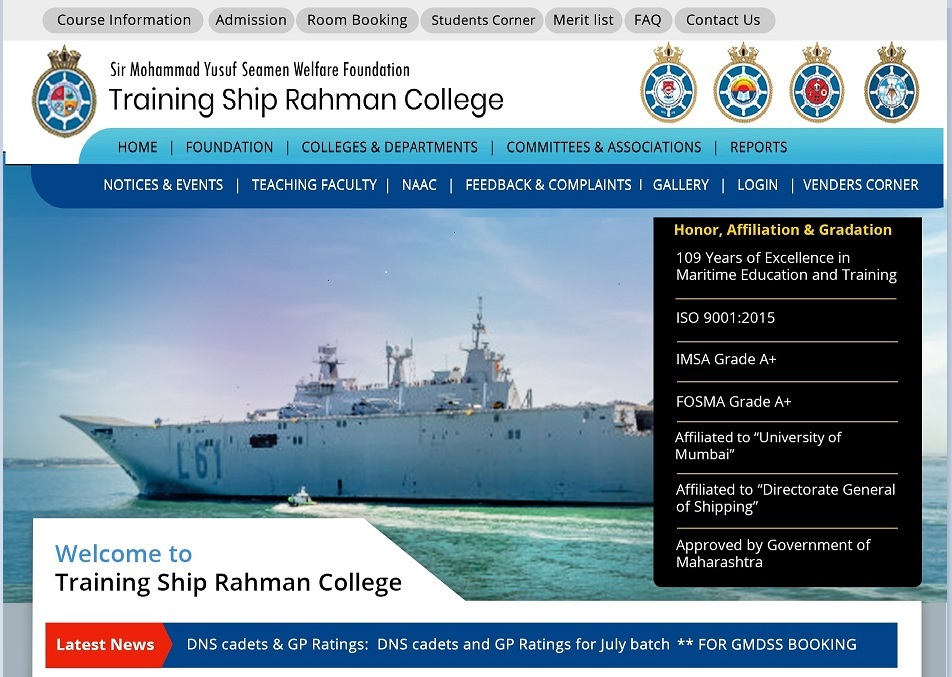 Course Information Admission Room Booking Students Corner Merit list FAQ Contact Us
Sir Mohammad Yusuf Seamen Welfare Foundation
Training Ship Rahman College
HOME | FOUNDATION | COLLEGES & DEPARTMENTS | COMMITTEES & ASSOCIATIONS | REPORTS
NOTICES & EVENTS | TEACHING FACULTY | NAAC | FEEDBACK & COMPLAINTS I GALLERY | LOGIN | VENDERS CORNER
Honor, Affiliation & Gradation
109 Years of Excellence in
Maritime Education and Training
ISO 9001:2015
IMSA Grade A+
FOSMA Grade A+
Affiliated to “University of
Mumbai”
Affiliated to “Directorate General
of Shipping”
Approved by Government of
Maharashtra
L61
Welcome to
Training Ship Rahman College
Latest News DNS cadets & GP Ratings: DNS cadets and GP Ratings for July batch ** FOR GMDSS BOOKING